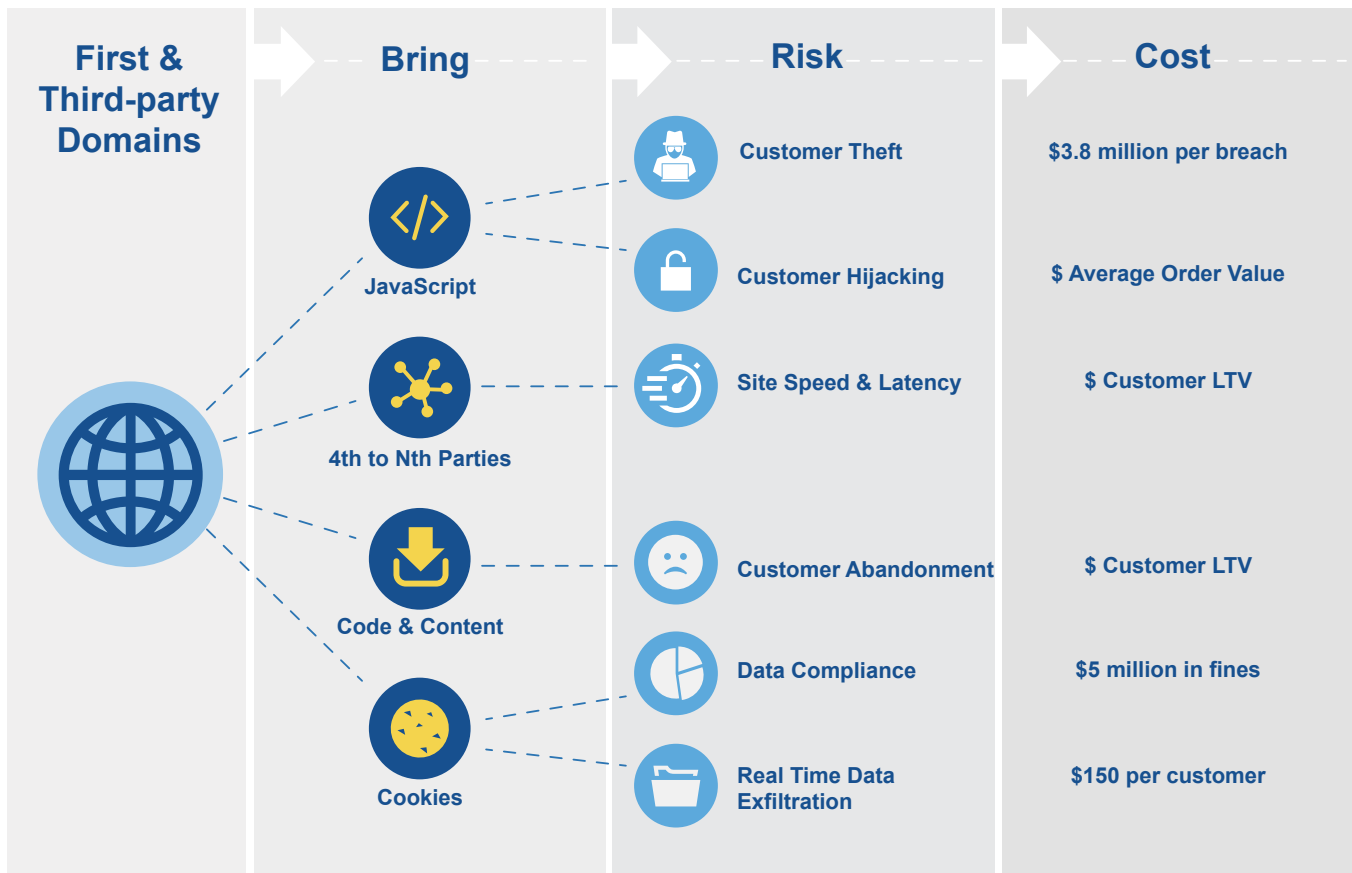 First &
Third-party
Domains
Bring
Risk
Cost
JavaScript
4th to Nth Parties
Code & Content
Cookies
Customer Theft
Customer Hijacking
Site Speed & Latency
Customer Abandonment
Data Compliance
Real Time Data
Exfiltration
$3.8 million per breach
$ Average Order Value
$ Customer LTV
$ Customer LTV
$5 million in fines
$150 per customer